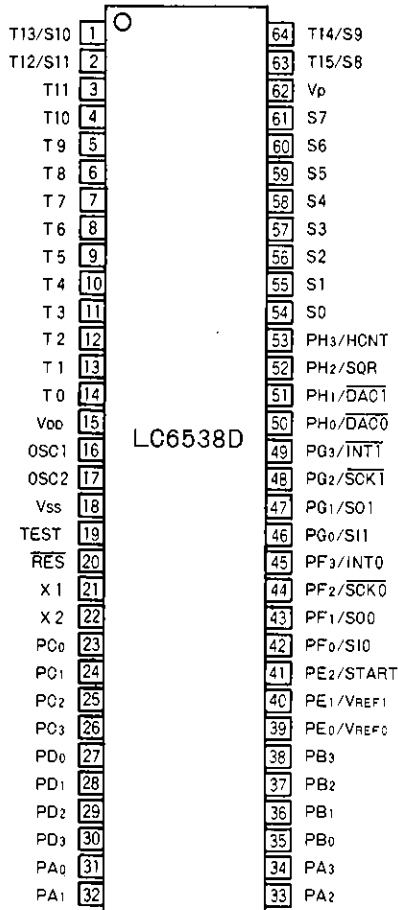 T13/S10 1 64 T14/S9
T12/S11 2 63 T15/S8
T11 3 62 Vp
T10 4 61 S7
T9 5 60 S6
T8 6 59 S5
T7 7 58 S4
T6 8 57 S3
T5 9 56 S2
T4 10 55 S1
T3 11 54 S0
T2 12 53 PH3/HCNT
T1 13 52 PH2/SQR
T0 14 51 PH1/DAC1
VDD 15 50 PH0/DAC0
LC6538D
OSC1 16 49 PG3/INT1
OSC2 17 48 PG2/SCK1
Vss 18 47 PG1/SO1
TEST 19 46 PG0/SI1
RES 20 45 PF3/INT0
X1 21 44 PF2/SCK0
X2 22 43 PF1/SO0
PC0 23 42 PF0/SI0
PC1 24 41 PE2/START
PC2 25 40 PE1/VREF1
PC3 26 39 PE0/VREF0
PD0 27 38 PB3
PD1 28 37 PB2
PD2 29 36 PB1
PD3 30 35 PB0
PA0 31 34 PA3
PA1 32 33 PA2